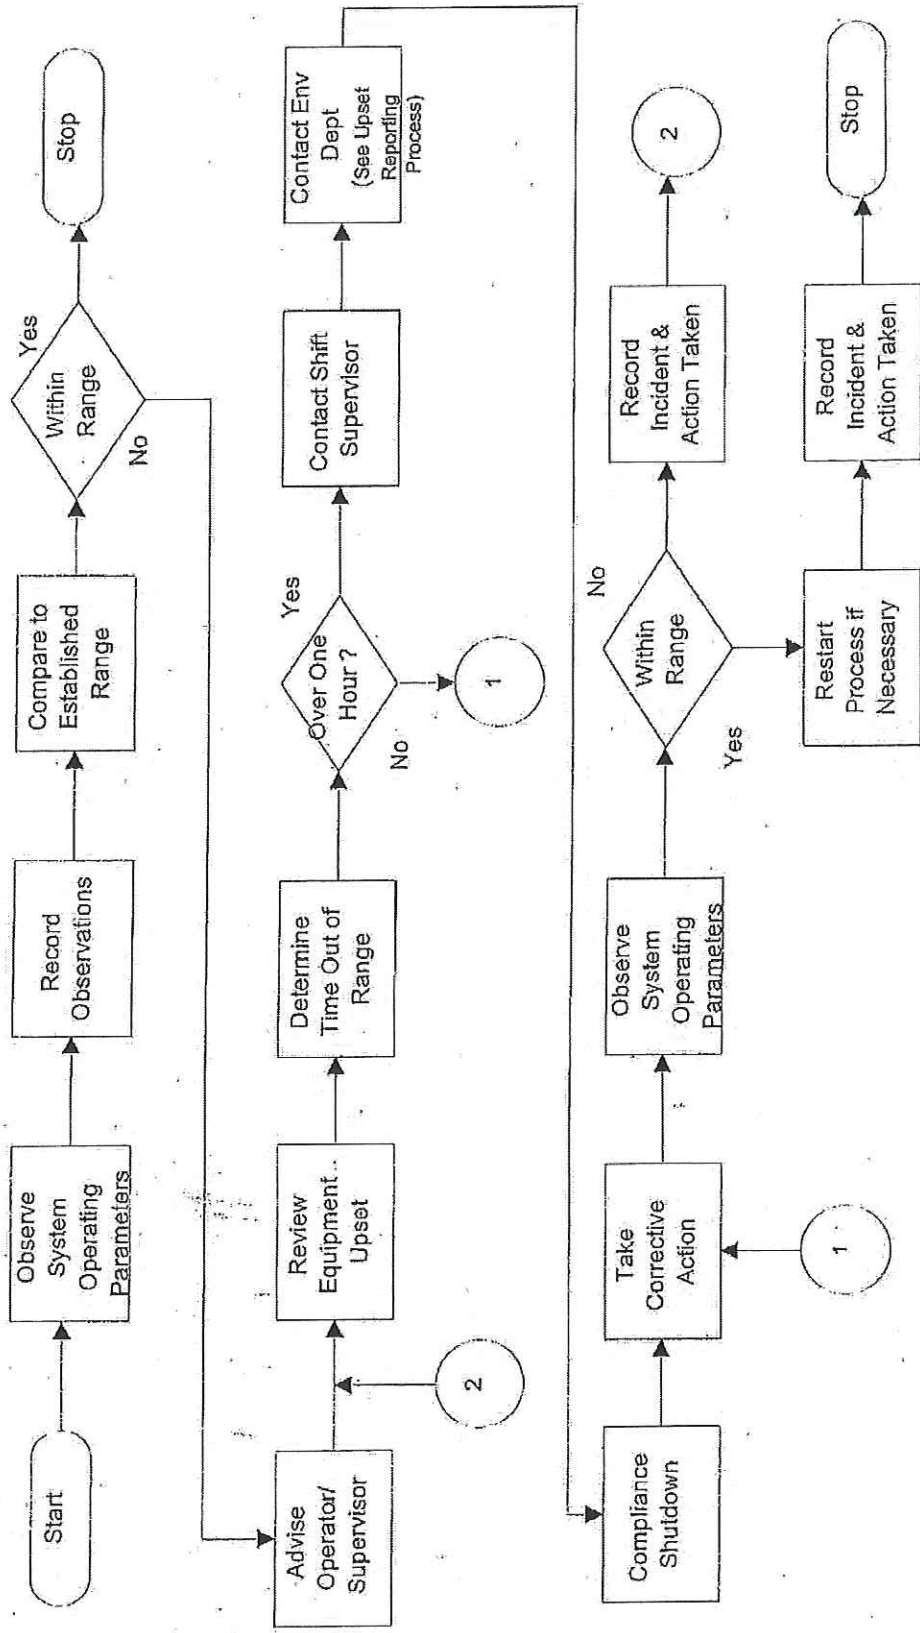 Start
Observe
System
Operating
Parameters
Record
Observations
Compare to
Established
Range
Within
Range
Yes
No
Stop
Advise
Operator/
Supervisor
2
Review
Equipment
Upset
Determine
Time Out of
Range
Over One
Hour ?
Yes
No
1
Contact Shift
Supervisor
Contact Env
Dept
(See Upset
Reporting
Process)
Compliance
Shutdown
Take
Corrective
Action
1
Observe
System
Operating
Parameters
Within
Range
No
Yes
Record
Incident &
Action Taken
2
Restart
Process if
Necessary
Record
Incident &
Action Taken
Stop